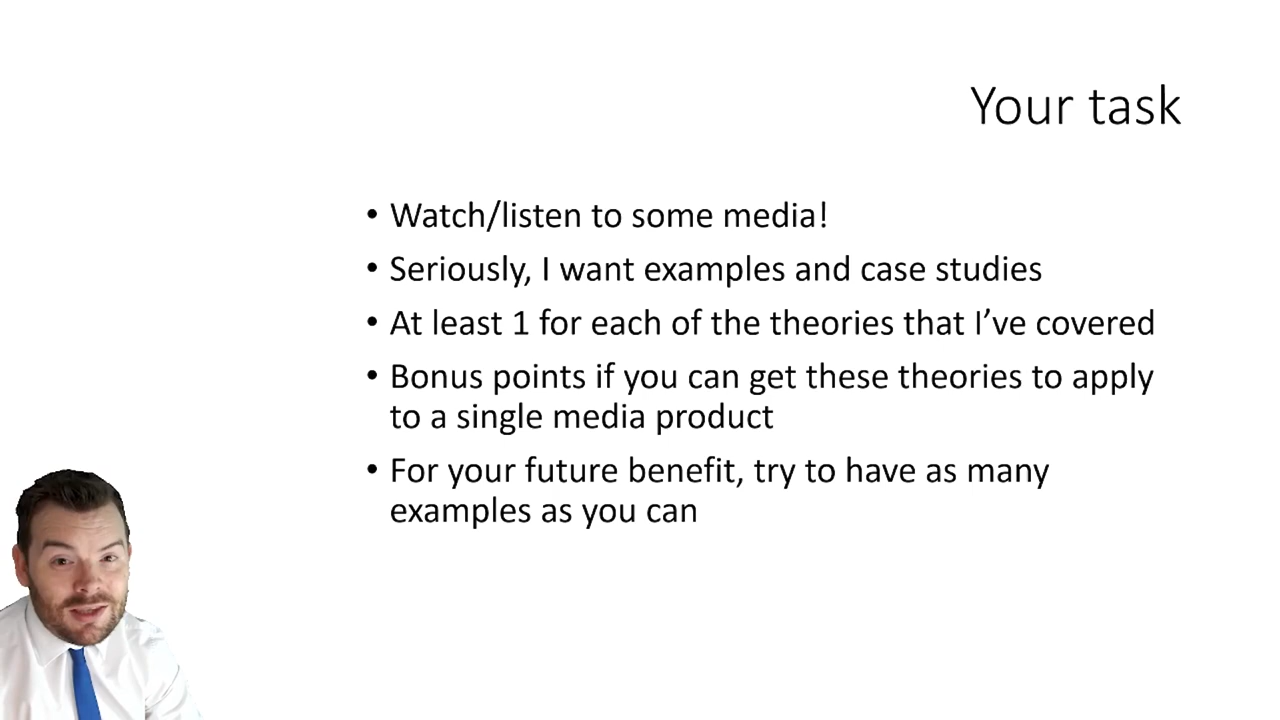 Your task
• Watch/listen to some media!
• Seriously, I want examples and case studies
• At least 1 for each of the theories that I’ve covered
• Bonus points if you can get these theories to apply
to a single media product
• For your future benefit, try to have as many
examples as you can